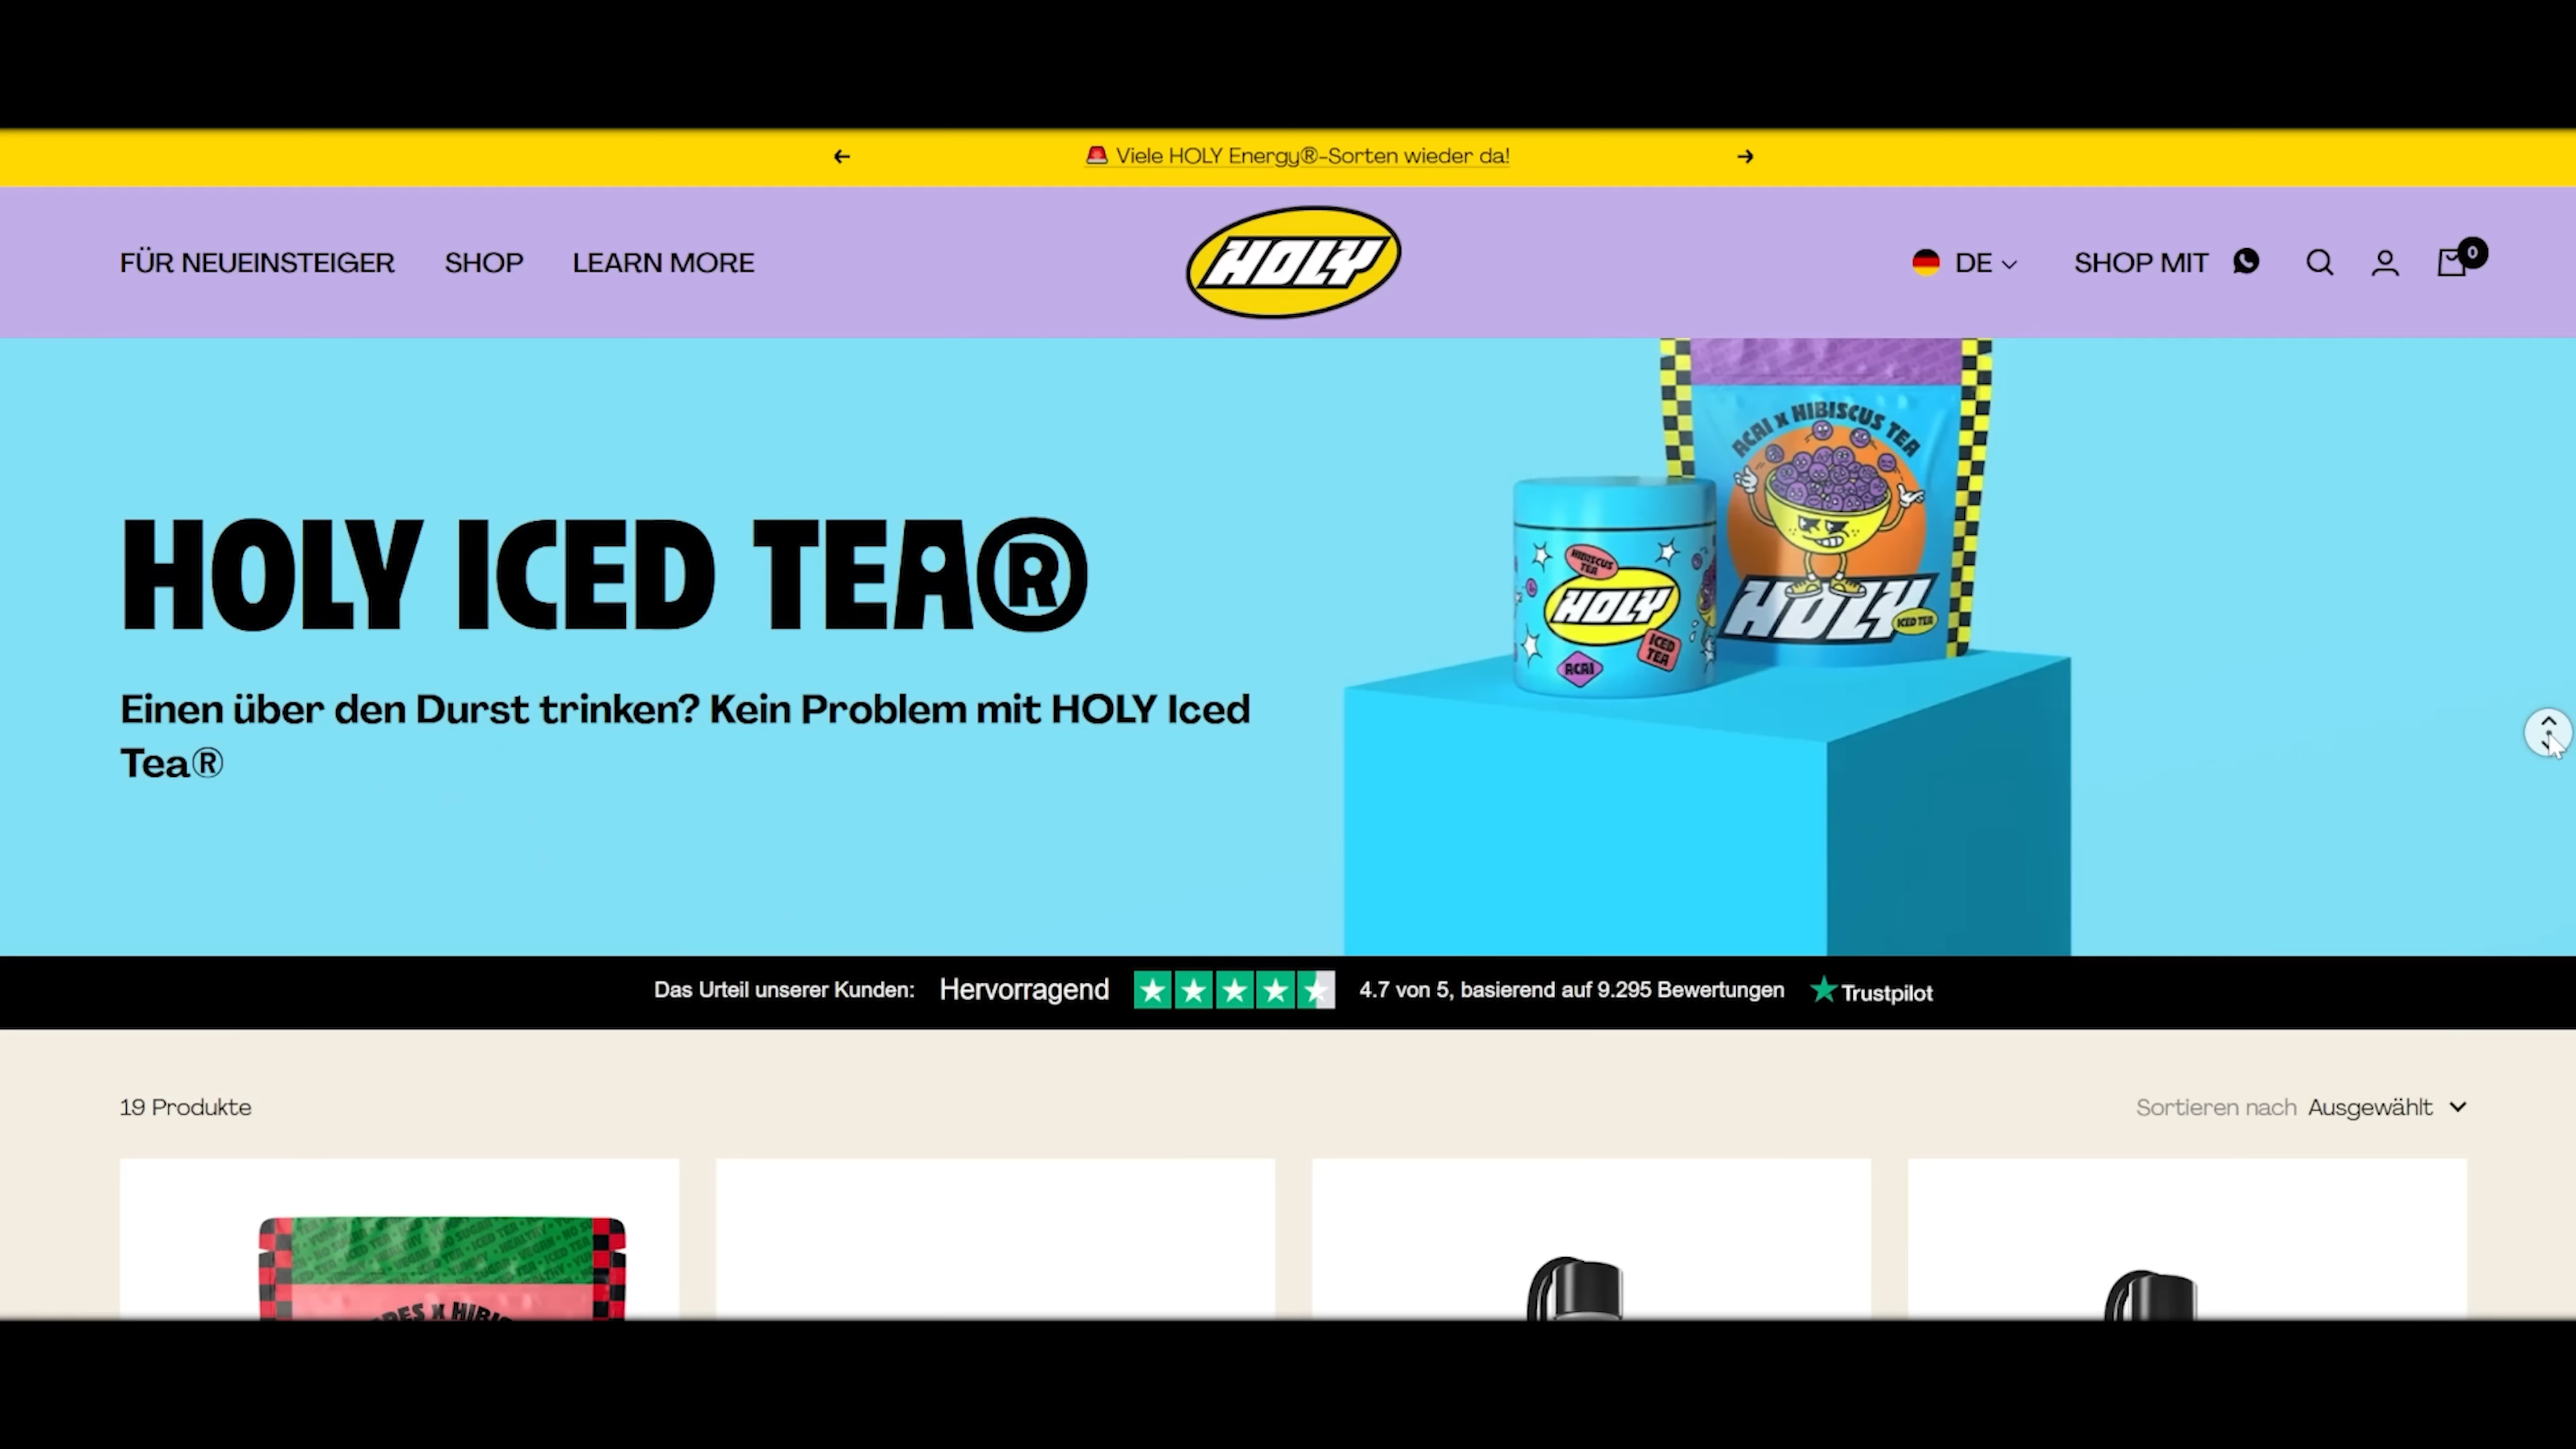 🚨 Viele HOLY Energy®-Sorten wieder da!
FÜR NEUEINSTEIGER SHOP LEARN MORE
HOLY
DE SHOP MIT
0
ACAI X HIBISCUS TEA
HOLY
ICED TEA
HIBISCUS
TEA
HOLY
ICED
TEA
ACAI
HOLY ICED TEA®
Einen über den Durst trinken? Kein Problem mit HOLY Iced
Tea®
Das Urteil unserer Kunden: Hervorragend 4.7 von 5, basierend auf 9.295 Bewertungen Trustpilot
19 Produkte
Sortieren nach Ausgewählt